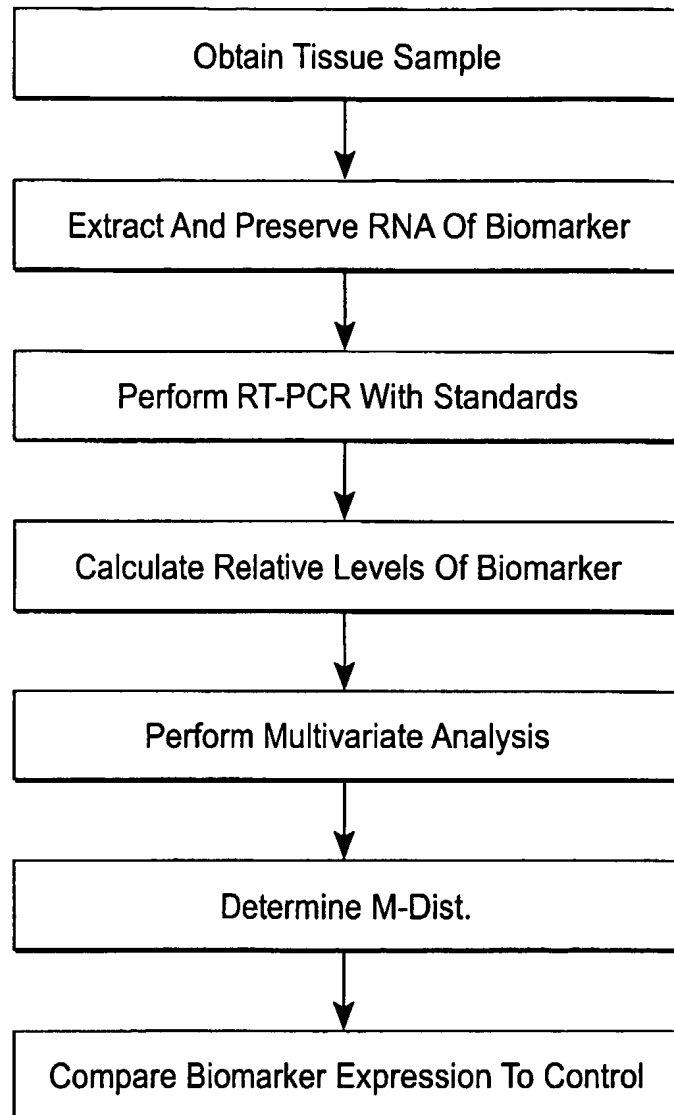 Obtain Tissue Sample
Extract And Preserve RNA Of Biomarker
Perform RT-PCR With Standards
Calculate Relative Levels Of Biomarker
Perform Multivariate Analysis
Determine M-Dist.
Compare Biomarker Expression To Control